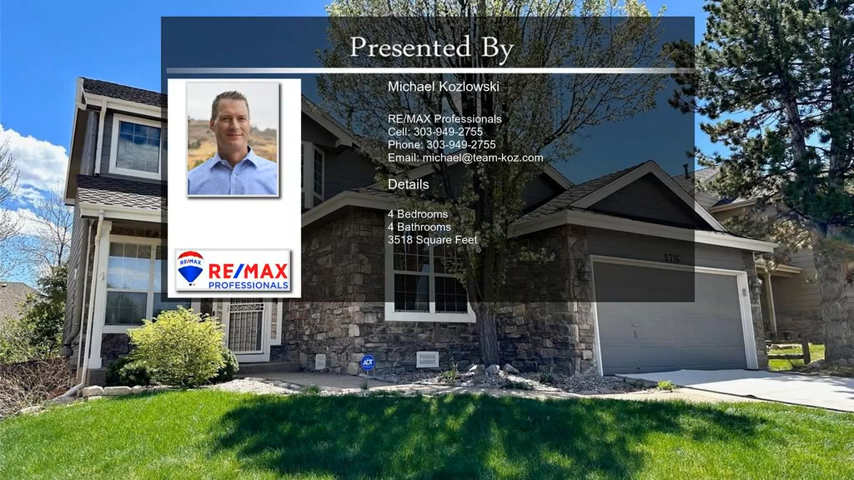 Presented By
Michael Kozlowski
RE/MAX Professionals
Cell: 303-949-2755
Phone: 303-949-2755
Email: michael@team-koz.com
Details
4 Bedrooms
4 Bathrooms
3518 Square Feet
RE/MAX
RE/MAX
PROFESSIONALS
ADT